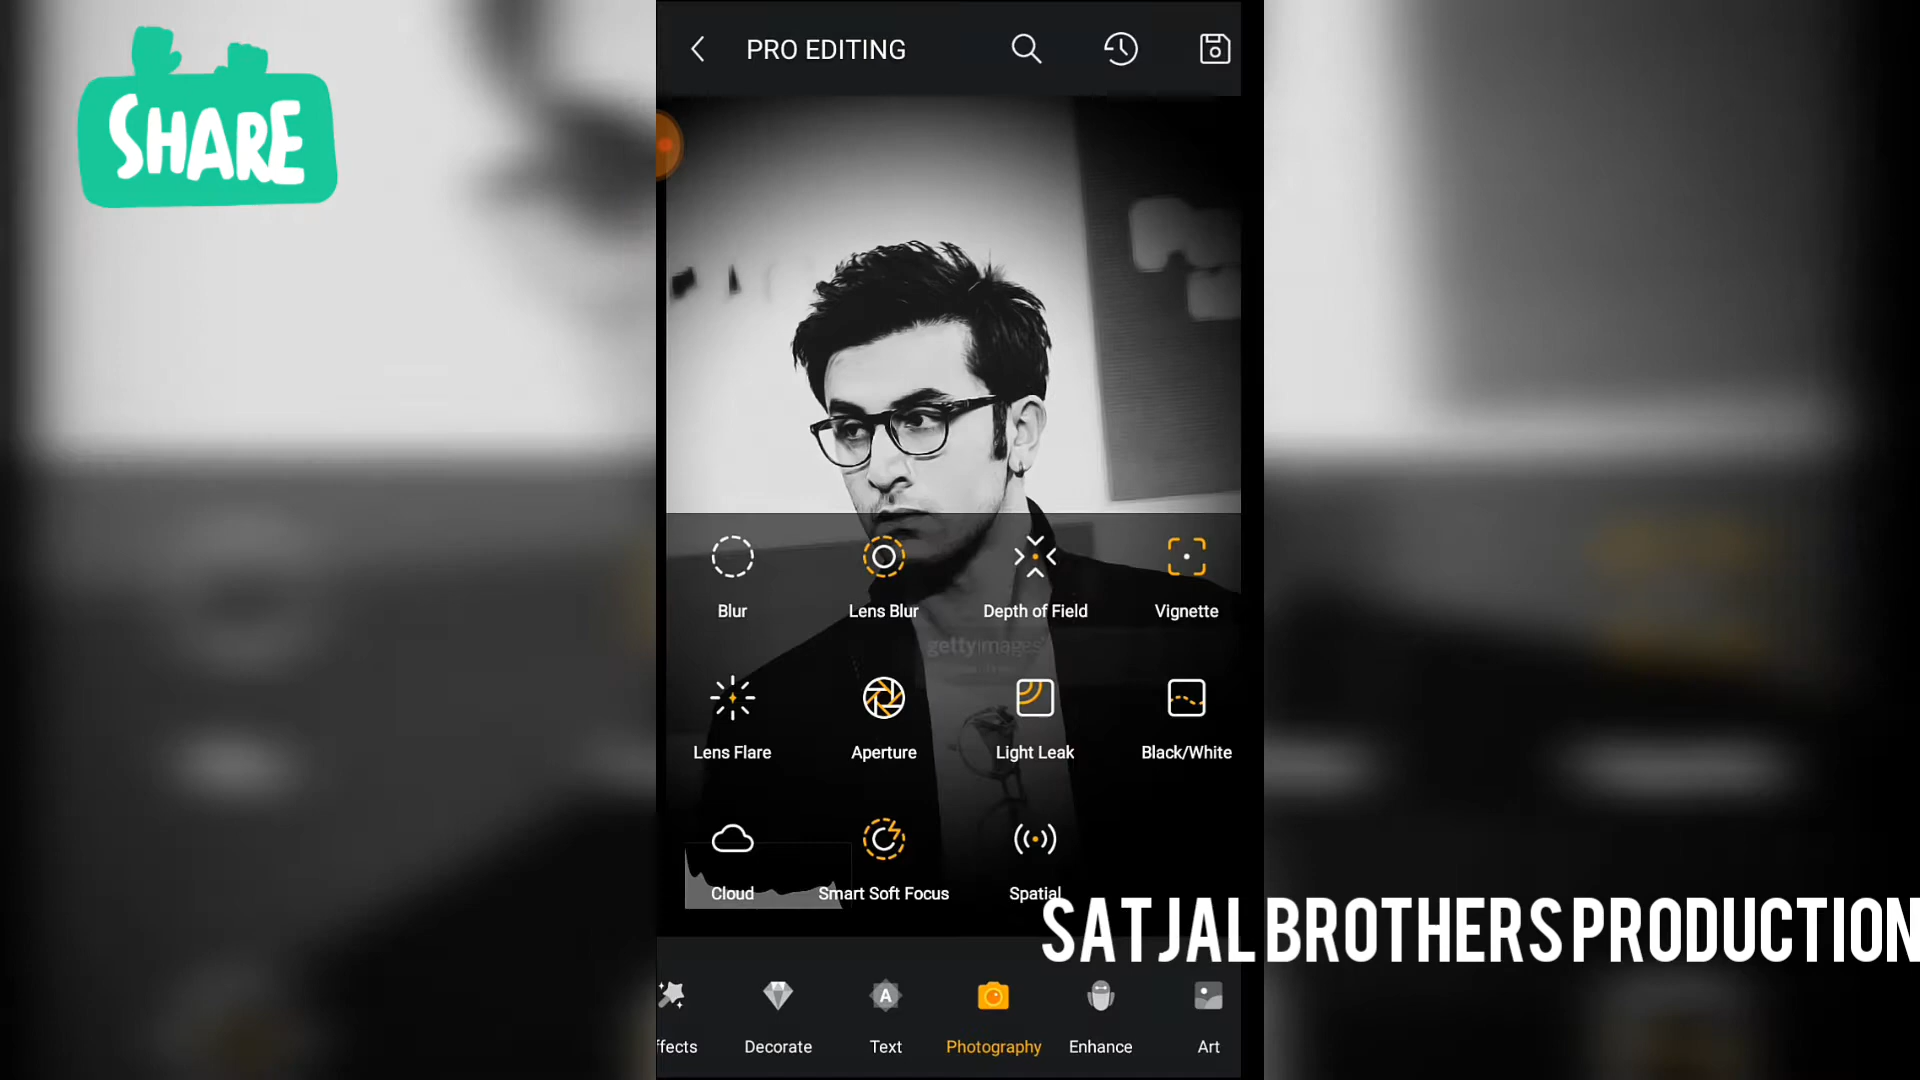 SHARE
PRO EDITING
Blur
Lens Blur
Depth of Field
Vignette
gettyimages
Lens Flare
Aperture
Light Leak
Black/White
Cloud
Smart Soft Focus
Spatial
SATJAL BROTHERS PRODUCTION
ffects
Decorate
A
Text
Photography
Enhance
Art